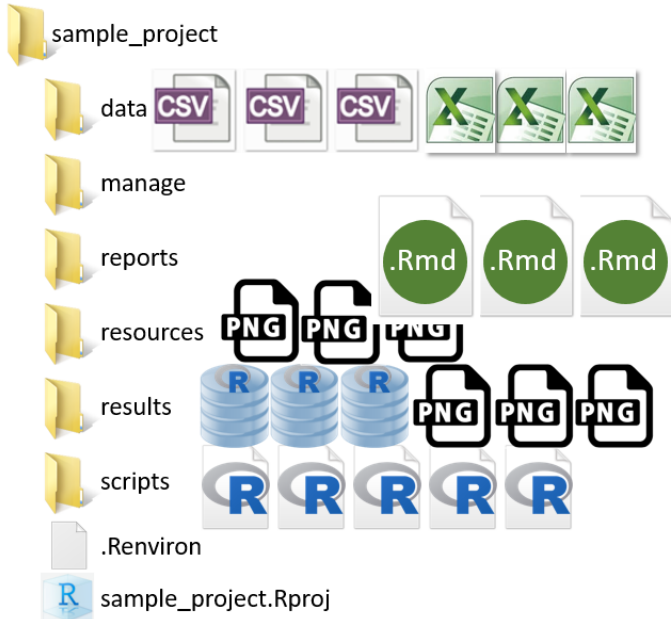 sample_project
data CSV CSV CSV X X X
manage
reports .Rmd .Rmd .Rmd
resources PNG PNG PNG
results R R R PNG PNG PNG
scripts R R R R R
.Renviron
R sample_project.Rproj